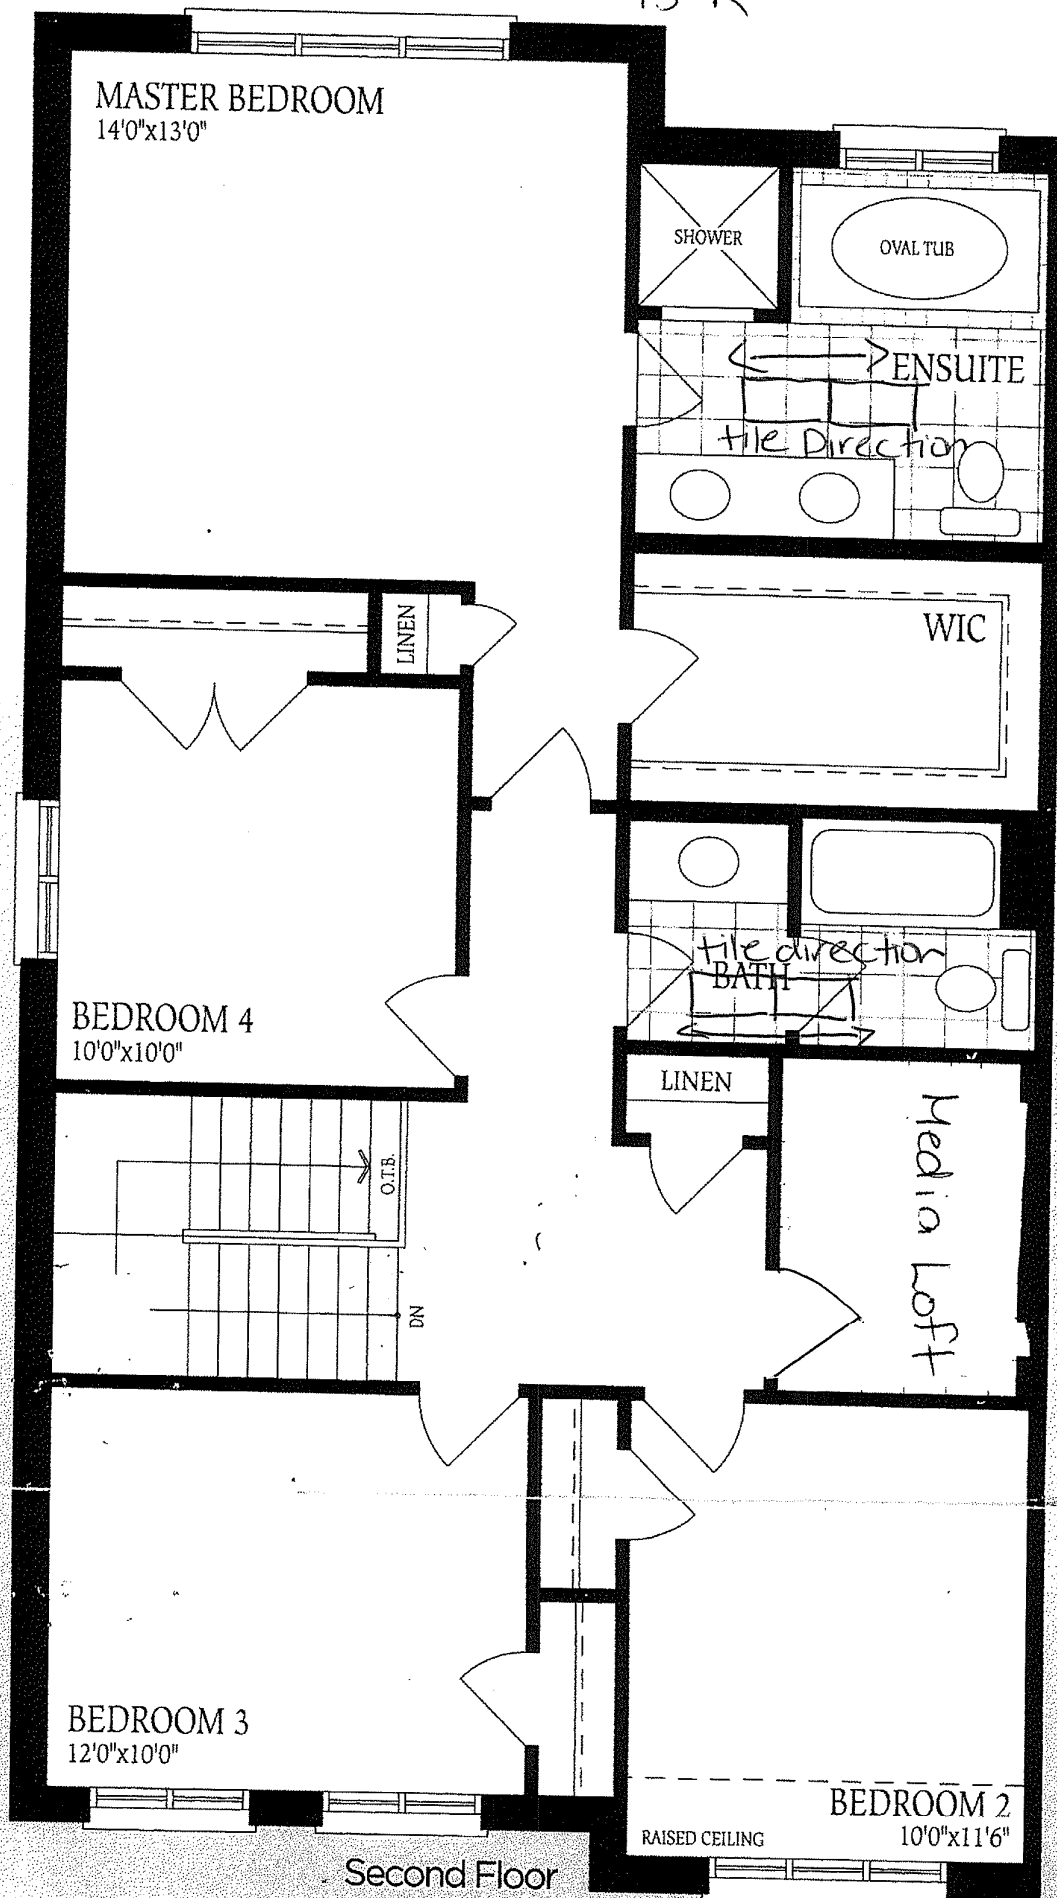 MASTER BEDROOM
14'0"x13'0"
SHOWER
OVAL TUB
ENSUITE
tile Direction
LINEN
WIC
tile direction
BATH
BEDROOM 4
10'0"x10'0"
LINEN
Media Loft
O.T.B.
DN
BEDROOM 3
12'0"x10'0"
BEDROOM 2
10'0"x11'6"
RAISED CEILING
Second Floor